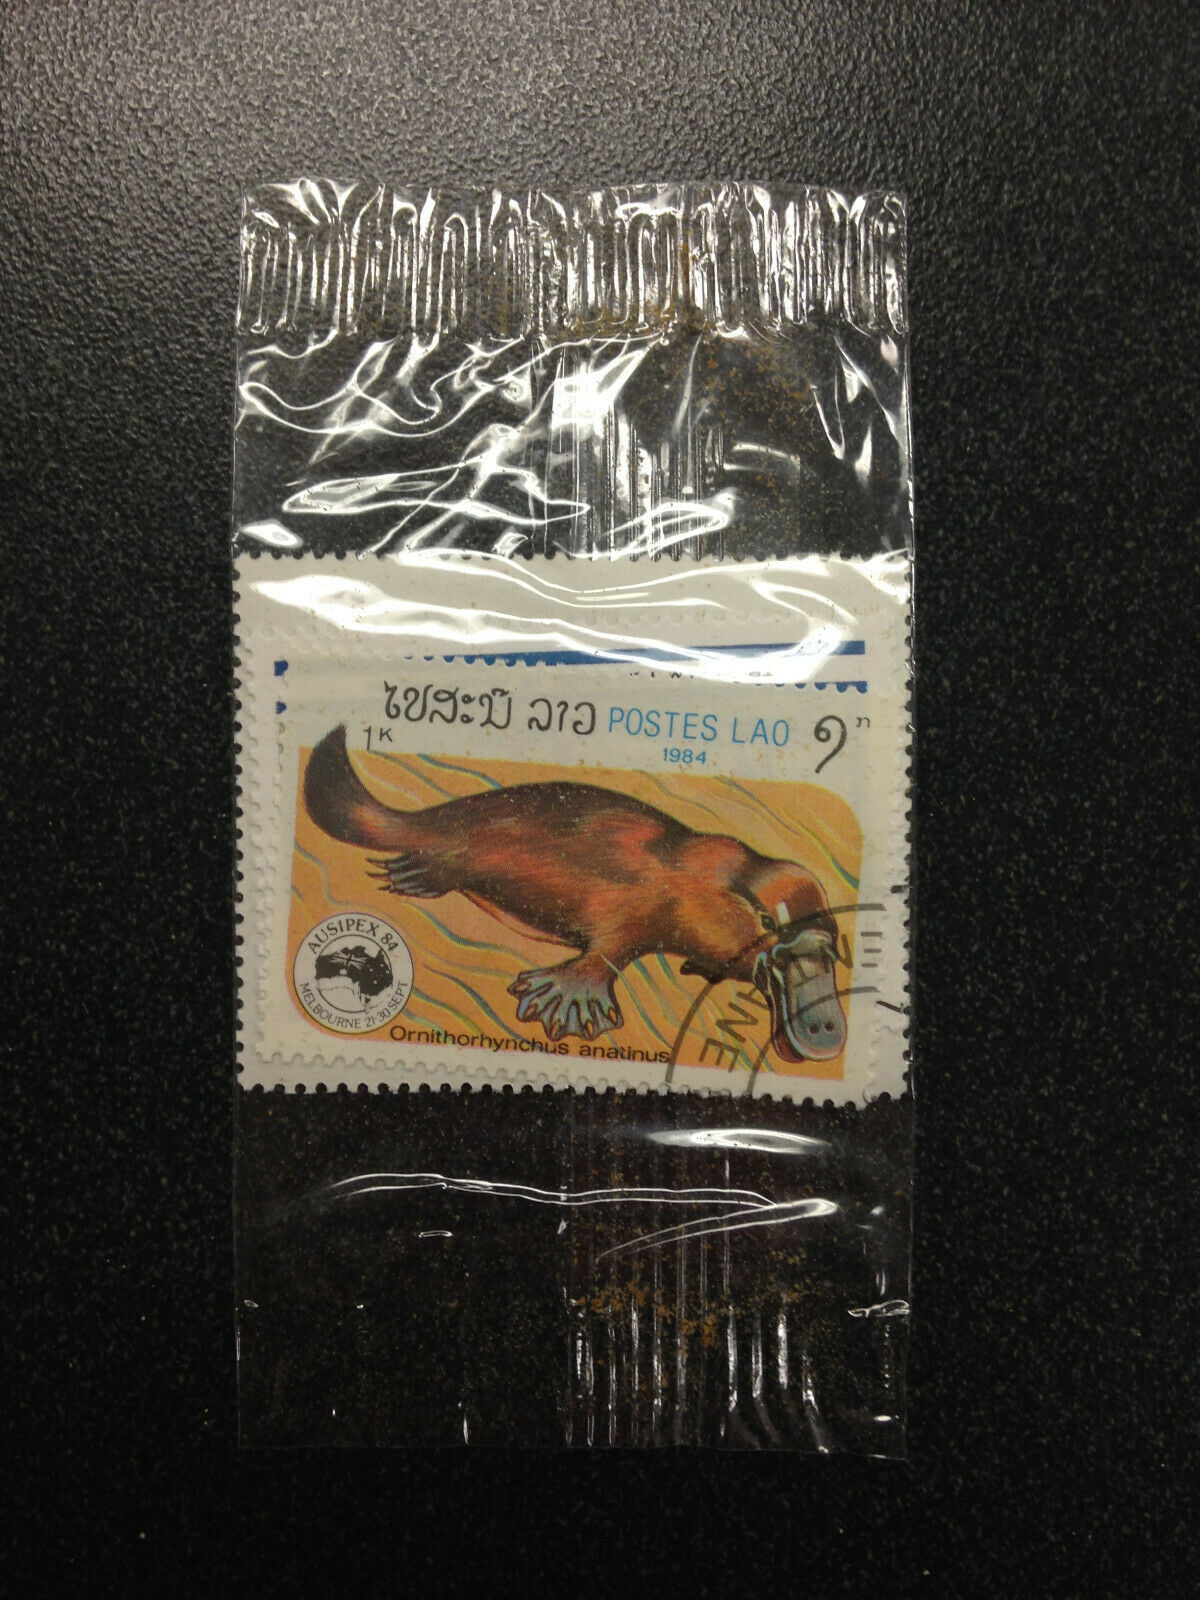 ໄປສະນີ ລາວ POSTES LAO ໑ ກ
1K
1984
AUSIPEX 84
MELBOURNE 21-30 SEPT
Ornithorhynchus anatinus